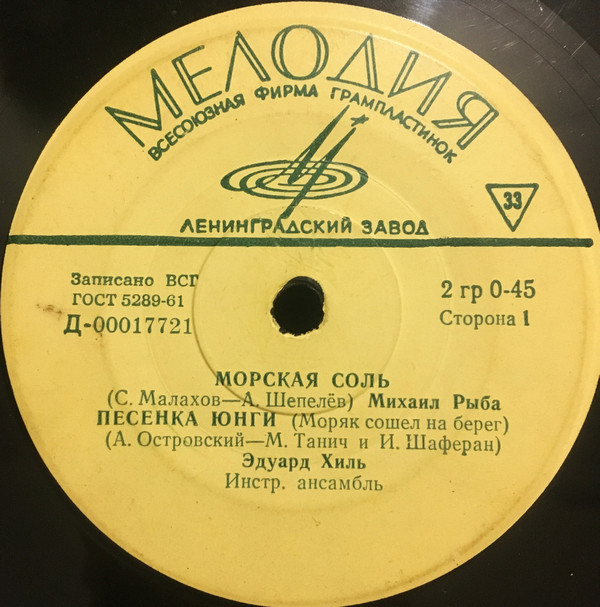 МЕЛОДИЯ
ВСЕСОЮЗНАЯ ФИРМА ГРАМПЛАСТИНОК
33
ЛЕНИНГРАДСКИЙ ЗАВОД
Записано ВСГ
ГОСТ 5289-61
Д-00017721
2 гр 0-45
Сторона 1
МОРСКАЯ СОЛЬ
(С. Малахов—А. Шепелёв) Михаил Рыба
ПЕСЕНКА ЮНГИ (Моряк сошел на берег)
(А. Островский—М. Танич и И. Шаферан)
Эдуард Хиль
Инстр. ансамбль